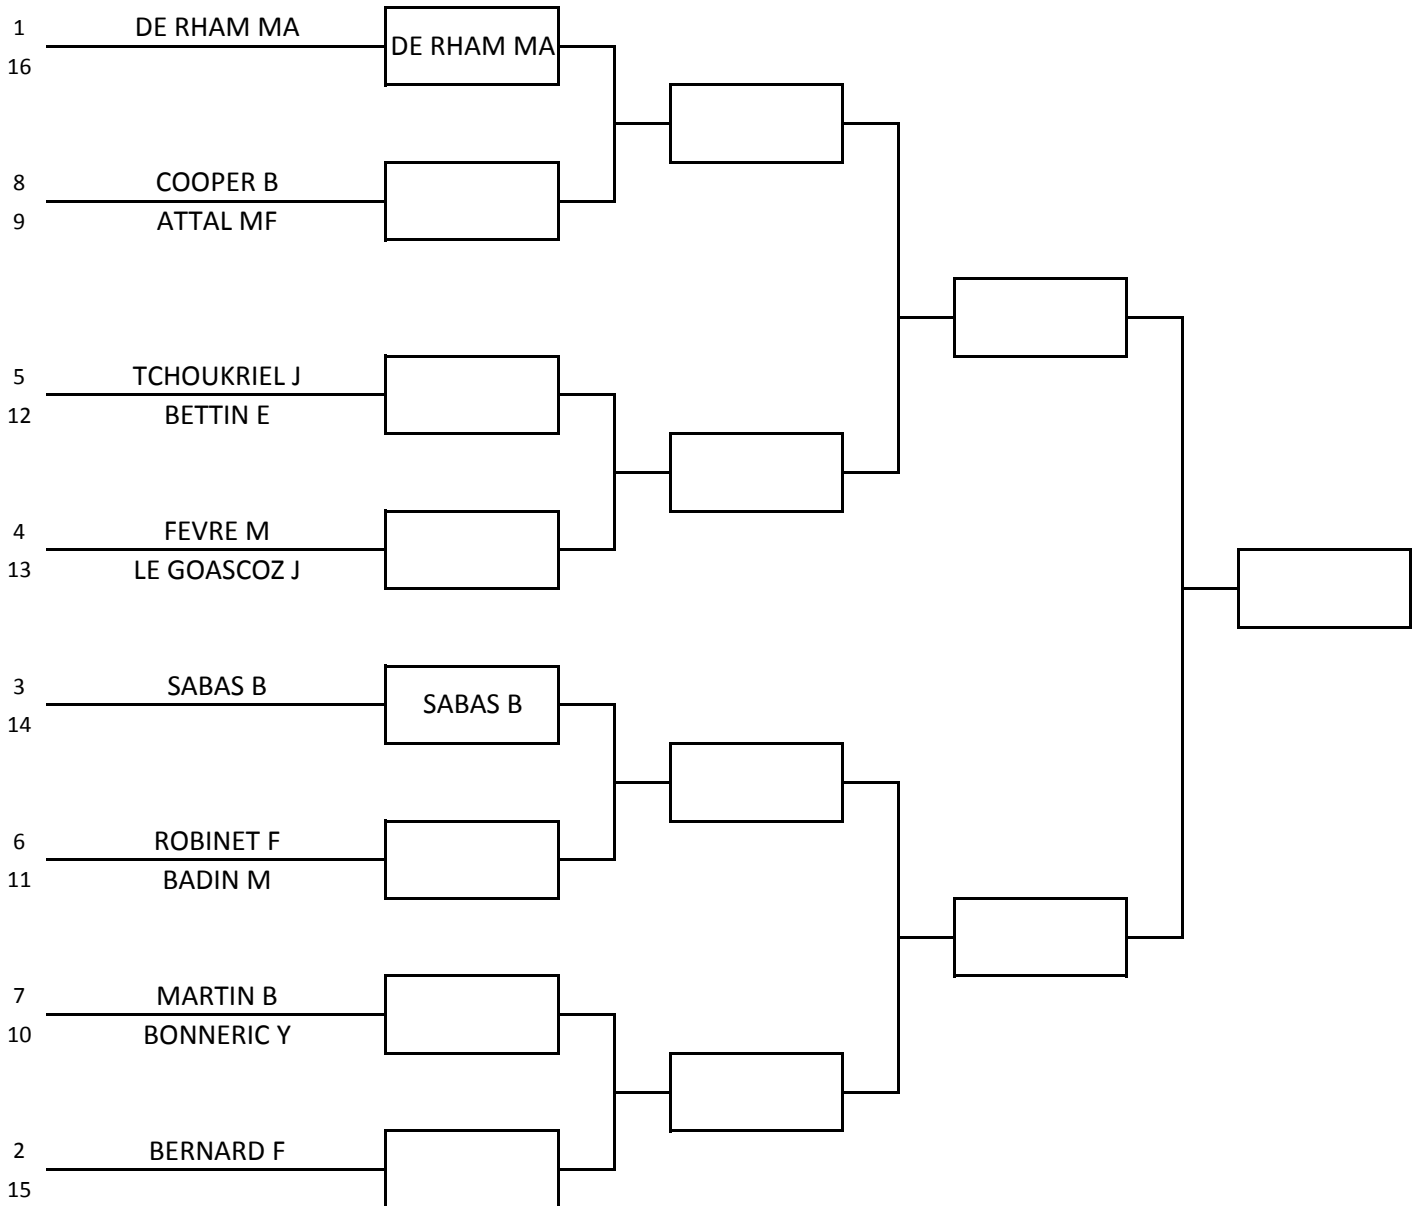 1 DE RHAM MA DE RHAM MA
16
8 COOPER B
9 ATTAL MF
5 TCHOUKRIEL J
12 BETTIN E
4 FEVRE M
13 LE GOASCOZ J
3 SABAS B SABAS B
14
6 ROBINET F
11 BADIN M
7 MARTIN B
10 BONNERIC Y
2 BERNARD F
15